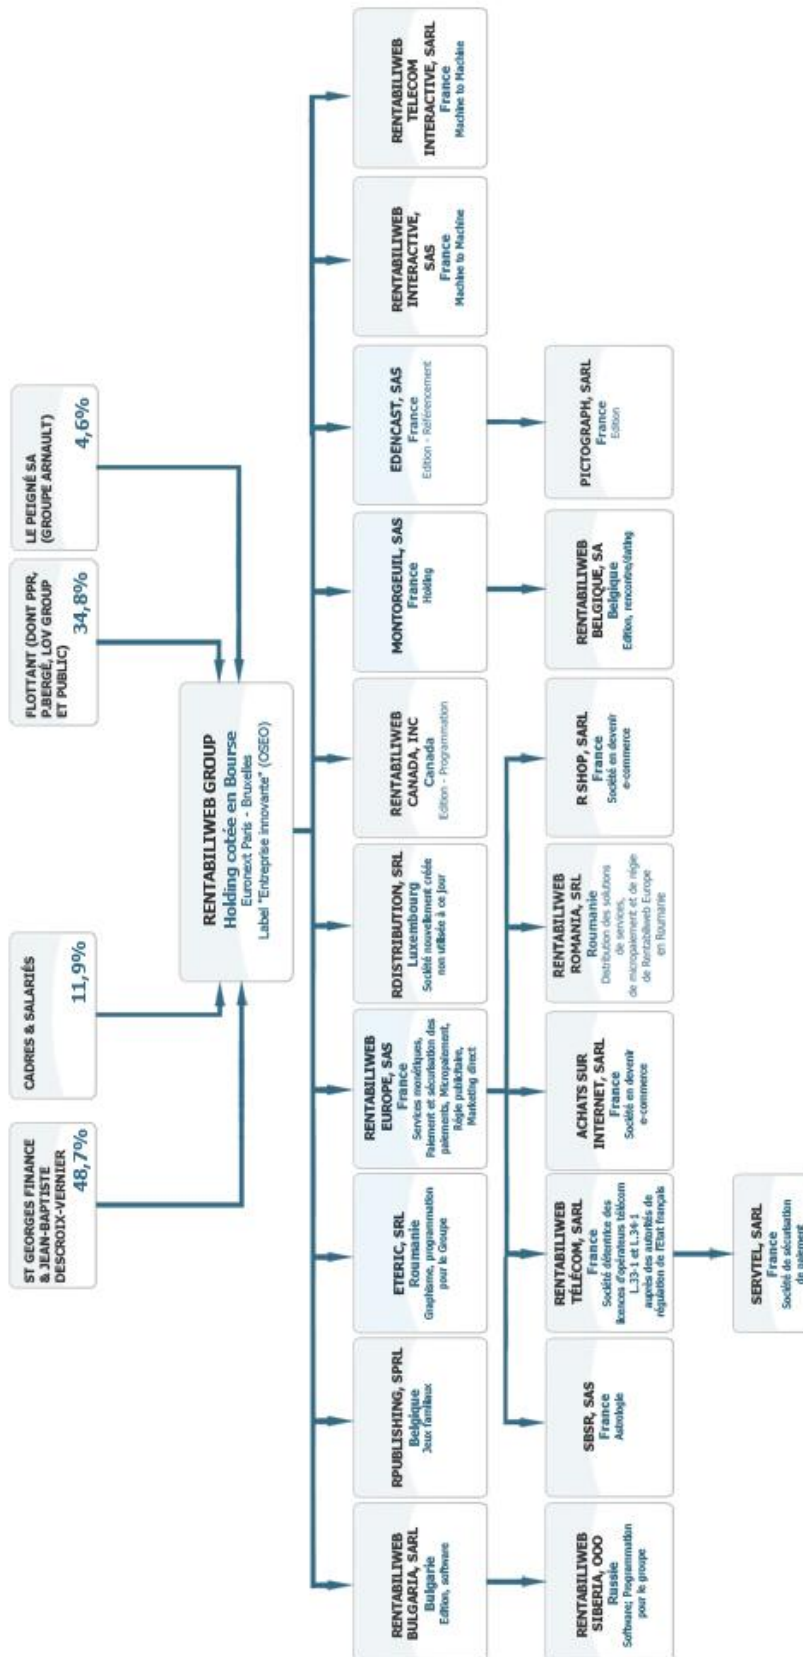 ST GEORGES FINANCE
& JEAN-BAPTISTE
DESCROIX-VERNIER
48,7%
CADRES & SALARIÉS
11,9%
FLOTTANT (DONT PPR,
P.BERGÉ, LOV GROUP
ET PUBLIC)
34,8%
LE PEIGNÉ SA
(GROUPE ARNAULT)
4,6%
RENTABILIWEB GROUP
Holding cotée en Bourse
Euronext Paris - Bruxelles
Label "Entreprise innovante" (OSEO)
RENTABILIWEB
BULGARIA, SARL
Bulgarie
Edition, software
RPUBLISHING, SPRL
Belgique
Jeux familiaux
ETERIC, SRL
Roumanie
Graphisme, programmation
pour le Groupe
RENTABILIWEB
EUROPE, SAS
France
Services monétiques,
Paiement et sécurisation des
paiements, Micropaiement,
Régie publicitaire,
Marketing direct
RDISTRIBUTION, SRL
Luxembourg
Société nouvellement créée
non utilisée à ce jour
RENTABILIWEB
CANADA, INC
Canada
Edition - Programmation
MONTORGEUIL, SAS
France
Holding
EDENCAST, SAS
France
Edition - Référencement
RENTABILIWEB
INTERACTIVE,
SAS
France
Machine to Machine
RENTABILIWEB
TELECOM
INTERACTIVE, SARL
France
Machine to Machine
RENTABILIWEB
SIBERIA, OOO
Russie
Software; Programmation
pour le groupe
SBSR, SAS
France
Astrologie
RENTABILIWEB
TÉLÉCOM, SARL
France
Société détentrice des
licences d'opérateurs télécom
L.33-1 et L.34-1
auprès des autorités de
régulation de l'Etat français
ACHATS SUR
INTERNET, SARL
France
Société en devenir
e-commerce
RENTABILIWEB
ROMANIA, SRL
Roumanie
Distribution des solutions
de services,
de micropaiement et de régie
de Rentabiliweb Europe
en Roumanie
R SHOP, SARL
France
Société en devenir
e-commerce
RENTABILIWEB
BELGIQUE, SA
Belgique
Edition, rencontre/dating
PICTOGRAPH, SARL
France
Edition
SERVTEL, SARL
France
Société de sécurisation
de paiement